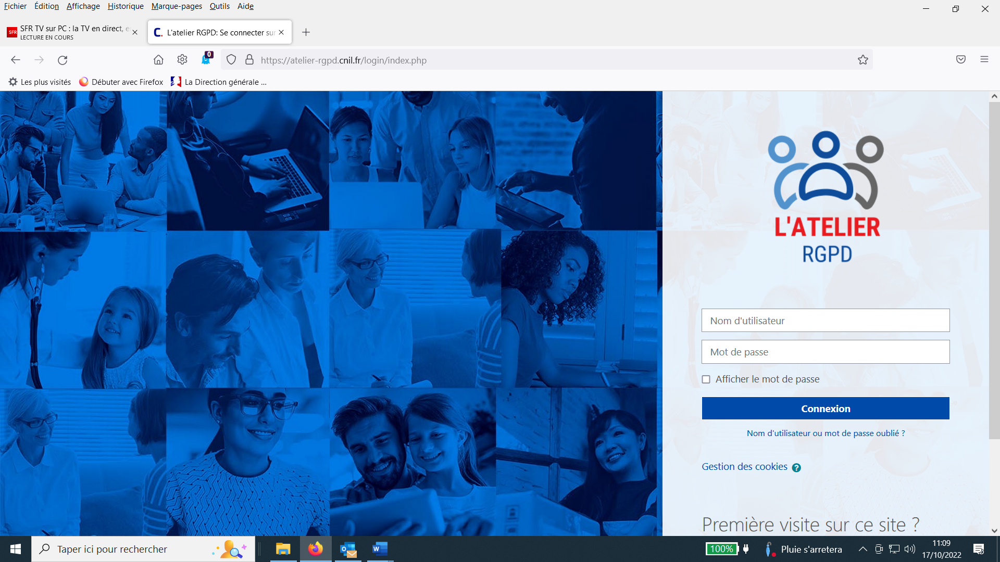 Fichier Édition Affichage Historique Marque-pages Outils Aide
SFR SFR TV sur PC : la TV en direct, e
LECTURE EN COURS
C. L'atelier RGPD: Se connecter sur
0
https://atelier-rgpd.cnil.fr/login/index.php
Les plus visités Débuter avec Firefox La Direction générale ...
L'ATELIER
RGPD
Nom d'utilisateur
Mot de passe
Afficher le mot de passe
Connexion
Nom d'utilisateur ou mot de passe oublié ?
Gestion des cookies ?
Première visite sur ce site ?
Taper ici pour rechercher
100%
Pluie s'arretera
11:09
17/10/2022